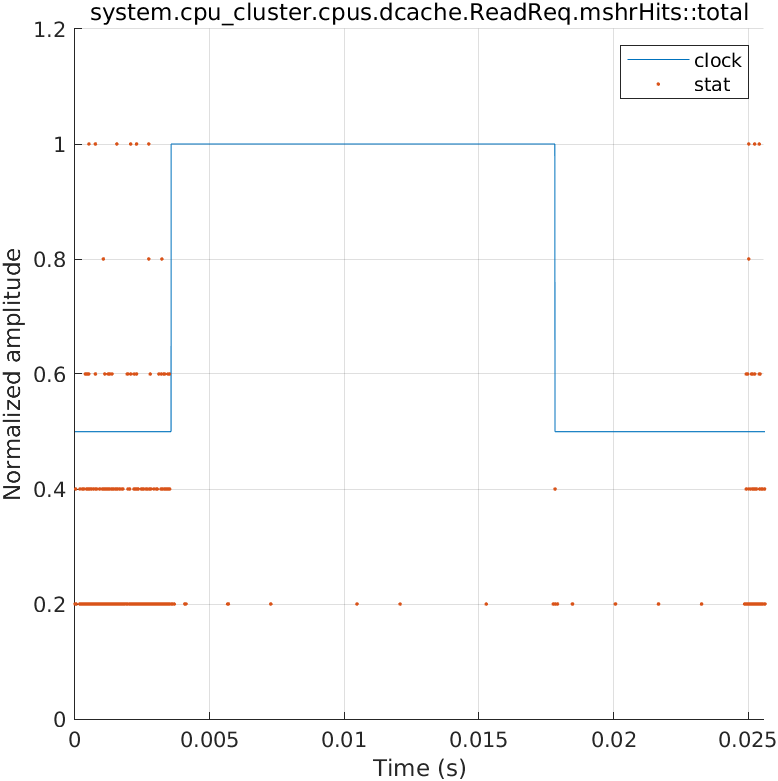 system.cpu_cluster.cpus.dcache.ReadReq.mshrHits::total
clock
stat
Normalized amplitude
1.2
1
0.8
0.6
0.4
0.2
0
0 0.005 0.01 0.015 0.02 0.025
Time (s)